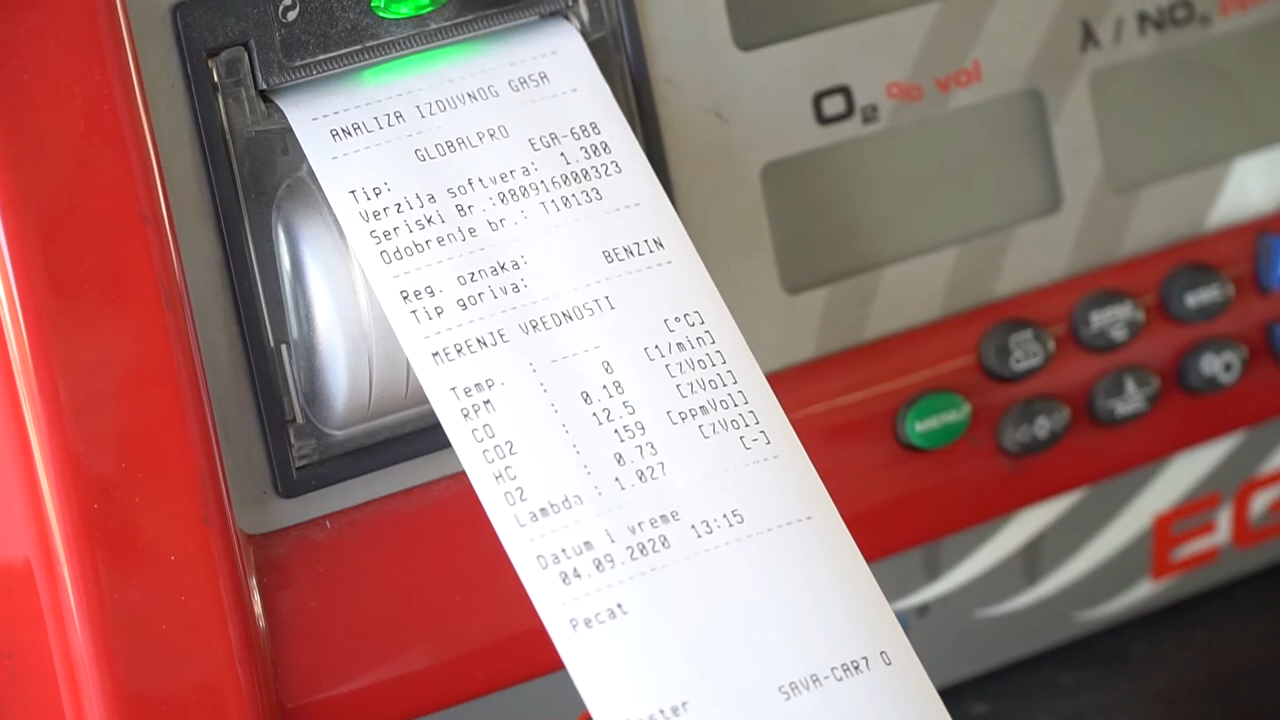 ANALIZA IZDUVNOG GASA
GLOBALPRO
Tip: EGA-688
Verzija softvera: 1.300
Seriski Br.:080916000323
Odobrenje br.: T10133
Reg. oznaka:
Tip goriva: BENZIN
MERENJE VREDNOSTI
Temp. : ----- [°C]
RPM : 0 [1/min]
CO : 0.18 [%Vol]
CO2 : 12.5 [%Vol]
HC : 159 [ppmVol]
O2 : 0.73 [%Vol]
Lambda : 1.027 [-]
Datum i vreme
04.09.2020 13:15
Pecat
SAVA-CAR7 O
O2 % vol
λ / NOx
MENU
EG